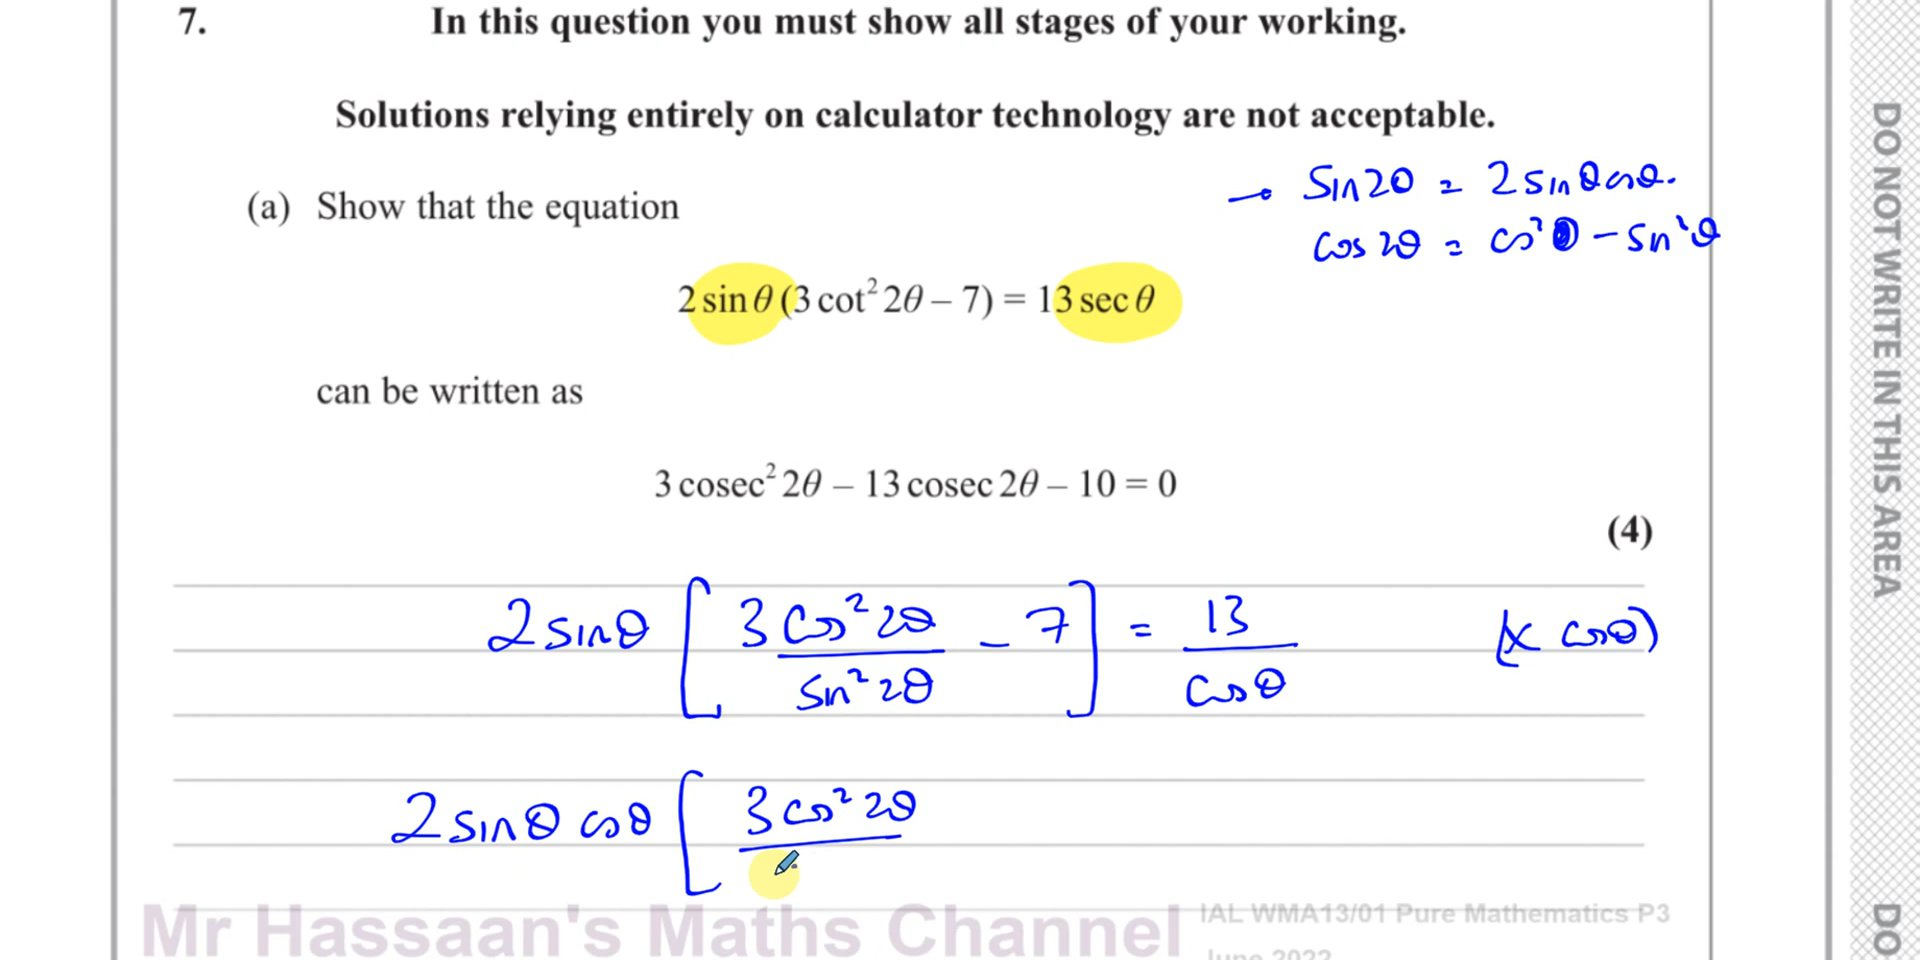 7. In this question you must show all stages of your working.
Solutions relying entirely on calculator technology are not acceptable.
(a) Show that the equation
→ sin2θ = 2sinθcosθ.
cos2θ = cos²θ – sin²θ
2 sin θ (3 cot² 2θ – 7) = 13 sec θ
can be written as
3 cosec² 2θ – 13 cosec 2θ – 10 = 0
(4)
2sinθ [ 3cos²2θ / sin²2θ – 7 ] = 13 / cosθ (x cosθ)
2sinθ cosθ [ 3cos²2θ
Mr Hassaan's Maths Channel
IAL WMA13/01 Pure Mathematics P3
June 2022
DO NOT WRITE IN THIS AREA
DO